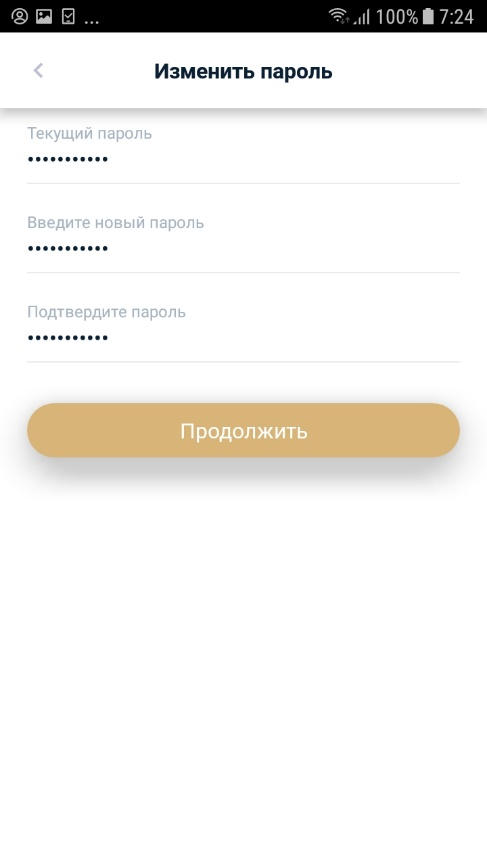 ... 100% 7:24
Изменить пароль
Текущий пароль
•••••••••••
Введите новый пароль
•••••••••••
Подтвердите пароль
•••••••••••
Продолжить